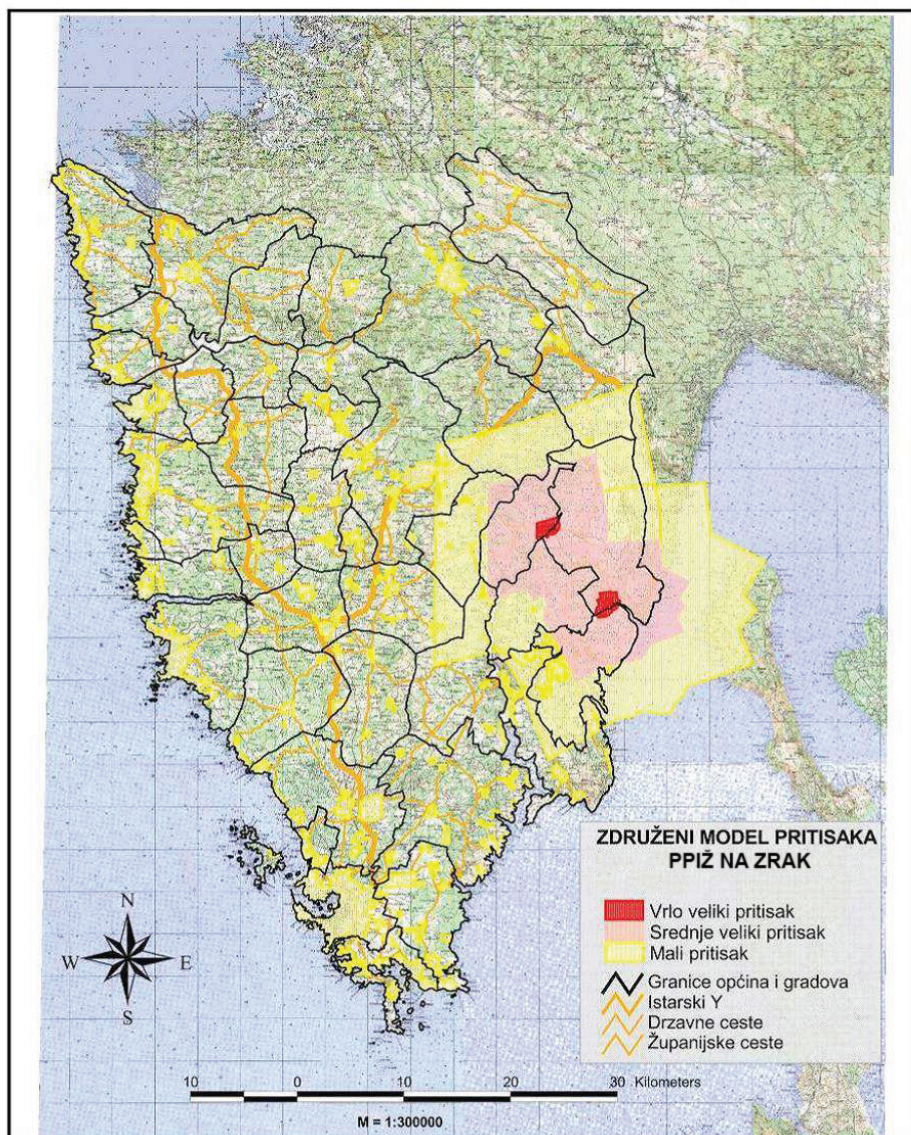 ZDRUŽENI MODEL PRITISAKA
PPIŽ NA ZRAK
Vrlo veliki pritisak
Srednje veliki pritisak
Mali pritisak
Granice općina i gradova
Istarski Y
Drzavne ceste
Županijske ceste
N
W
E
S
10 0 10 20 30 Kilometers
M = 1:300000